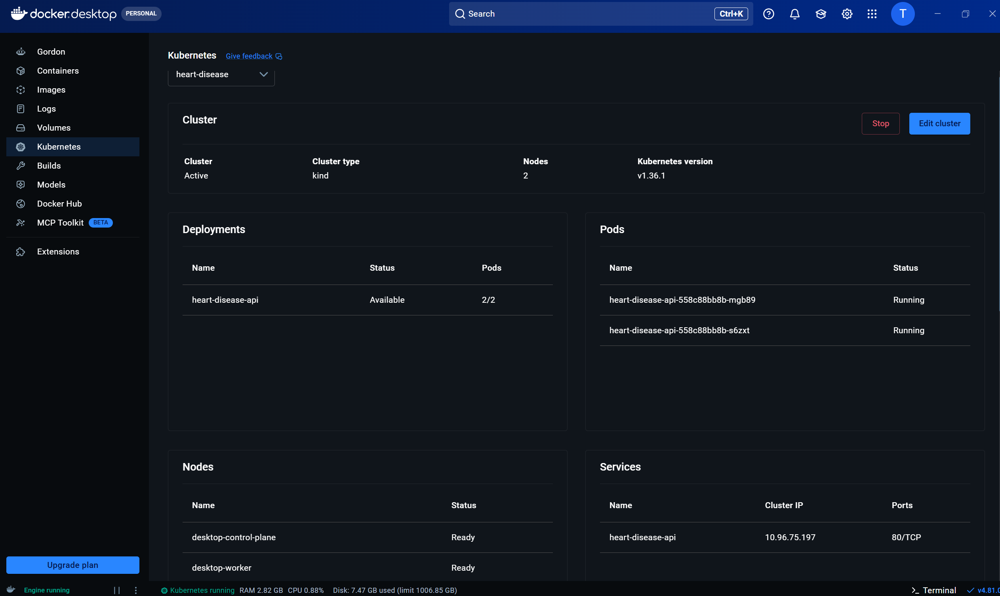 docker.desktop PERSONAL
Search Ctrl+K
T
Gordon
Containers
Images
Logs
Volumes
Kubernetes
Builds
Models
Docker Hub
MCP Toolkit BETA
Extensions
Upgrade plan
Kubernetes Give feedback
heart-disease
Cluster
Stop Edit cluster
Cluster Cluster type Nodes Kubernetes version
Active kind 2 v1.36.1
Deployments
Name Status Pods
heart-disease-api Available 2/2
Pods
Name Status
heart-disease-api-558c88bb8b-mgb89 Running
heart-disease-api-558c88bb8b-s6zxt Running
Nodes
Name Status
desktop-control-plane Ready
desktop-worker Ready
Services
Name Cluster IP Ports
heart-disease-api 10.96.75.197 80/TCP
Engine running Kubernetes running RAM 2.82 GB CPU 0.88% Disk: 7.47 GB used (limit 1006.85 GB) Terminal